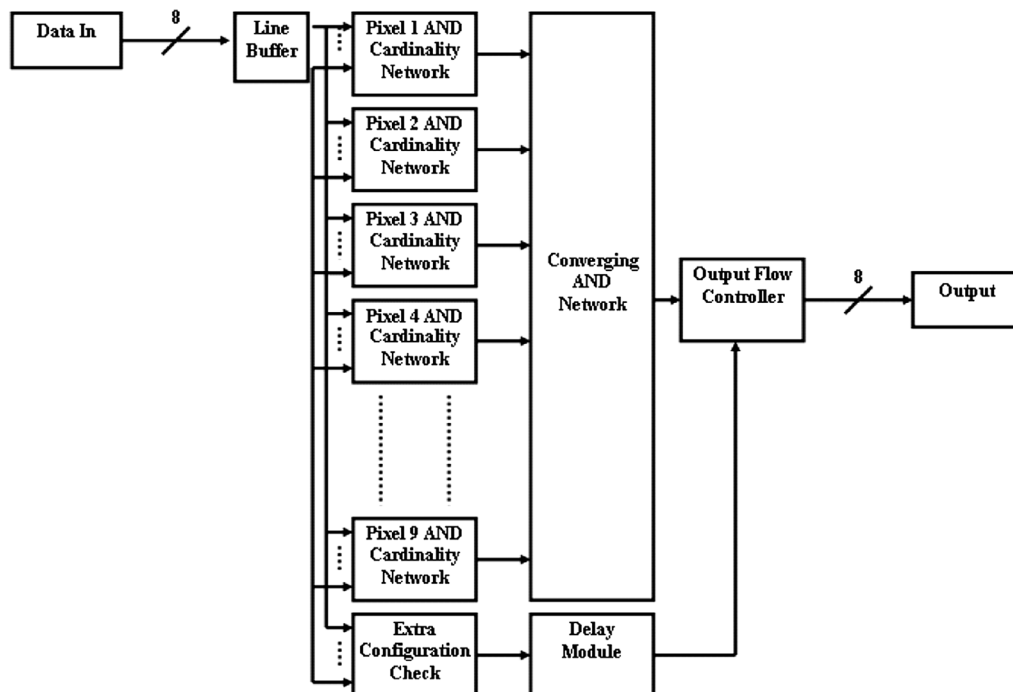 Data In
8
Line
Buffer
Pixel 1 AND
Cardinality
Network
Pixel 2 AND
Cardinality
Network
Pixel 3 AND
Cardinality
Network
Pixel 4 AND
Cardinality
Network
Pixel 9 AND
Cardinality
Network
Extra
Configuration
Check
Converging
AND
Network
Delay
Module
Output Flow
Controller
8
Output